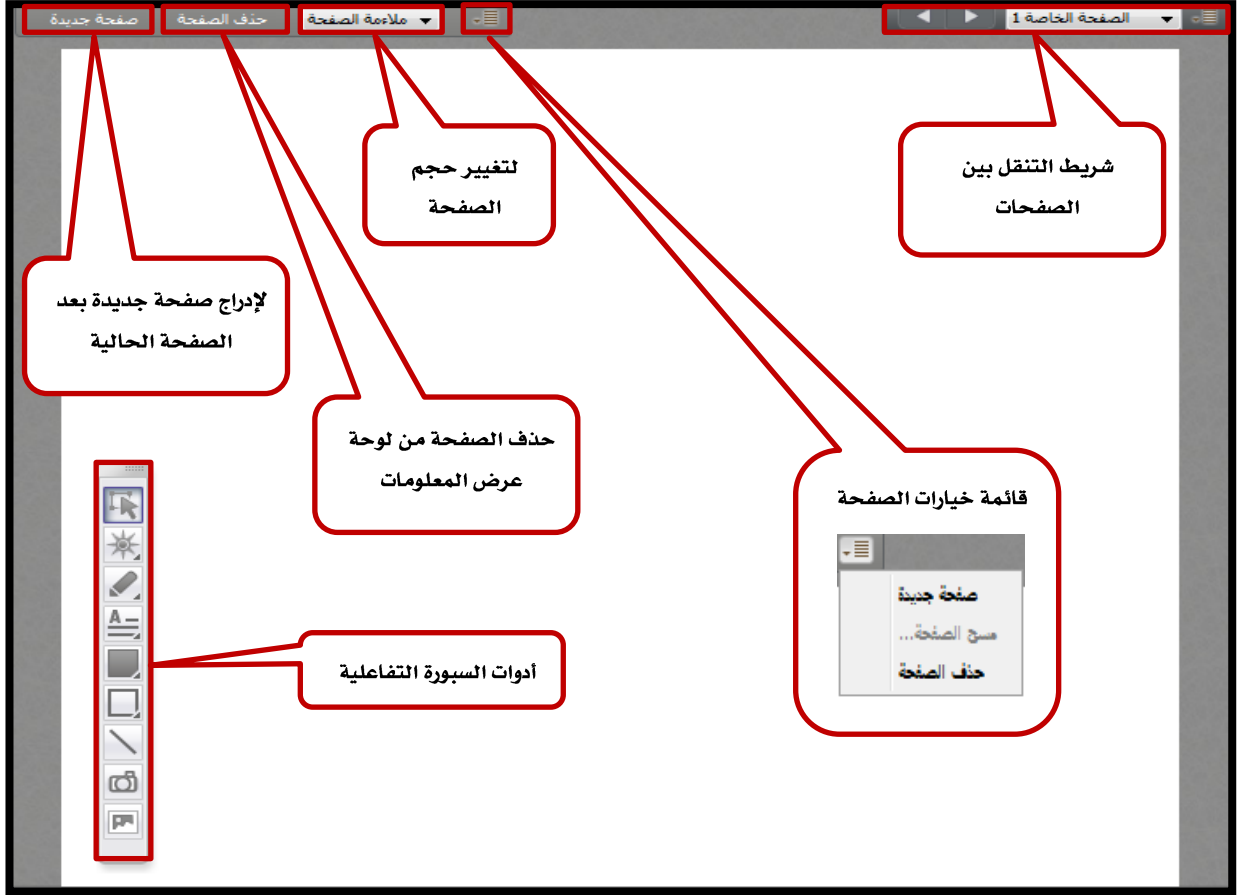 الصفحة الخاصة 1
ملاءمة الصفحة
حذف الصفحة
صفحة جديدة
شريط التنقل بين
الصفحات
لتغيير حجم
الصفحة
لإدراج صفحة جديدة بعد
الصفحة الحالية
حذف الصفحة من لوحة
عرض المعلومات
قائمة خيارات الصفحة
صفحة جديدة
مسح الصفحة...
حذف الصفحة
أدوات السبورة التفاعلية
A